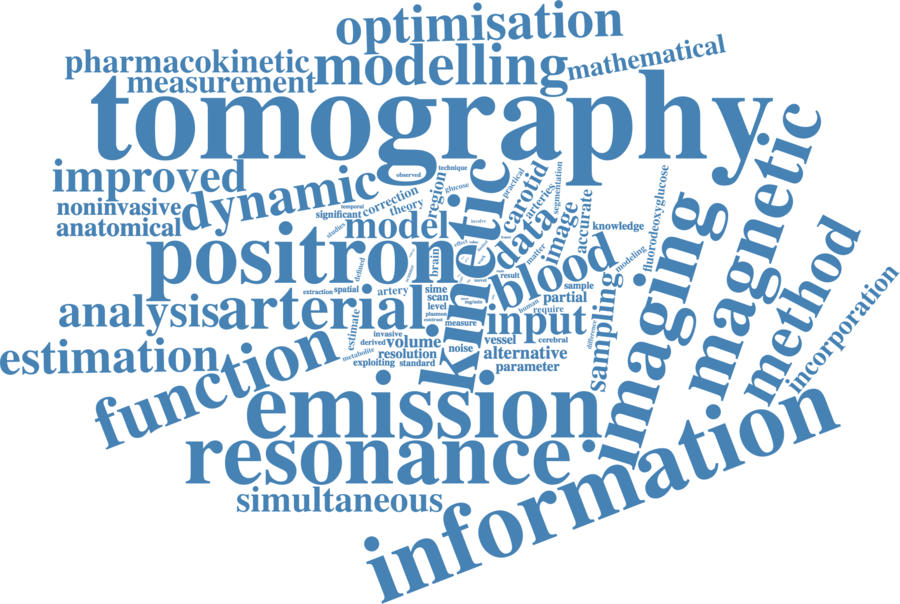 optimisation
pharmacokinetic
modelling
mathematical
measurement
tomography
improved
dynamic
noninvasive
anatomical
observed
technique
temporal
significant
correction
studies
theory
region
glucose
practical
carotid
arteries
segmentation
kinetic
involve
data
image
accurate
knowledge
fluorodeoxyglucose
magnetic
imaging
modeling
method
incorporation
model
positron
defined
brain
effect
matter
result
blood
sample
partial
human
require
sampling
difference
analysis
arterial
extraction
spatial
artery
sime
scan
level
plasmon
contrast
measure
input
vessel
cerebral
alternative
parameter
noise
estimate
invasive
derived
volume
metabolite
resolution
exploiting
standard
estimation
function
emission
resonance
simultaneous
information